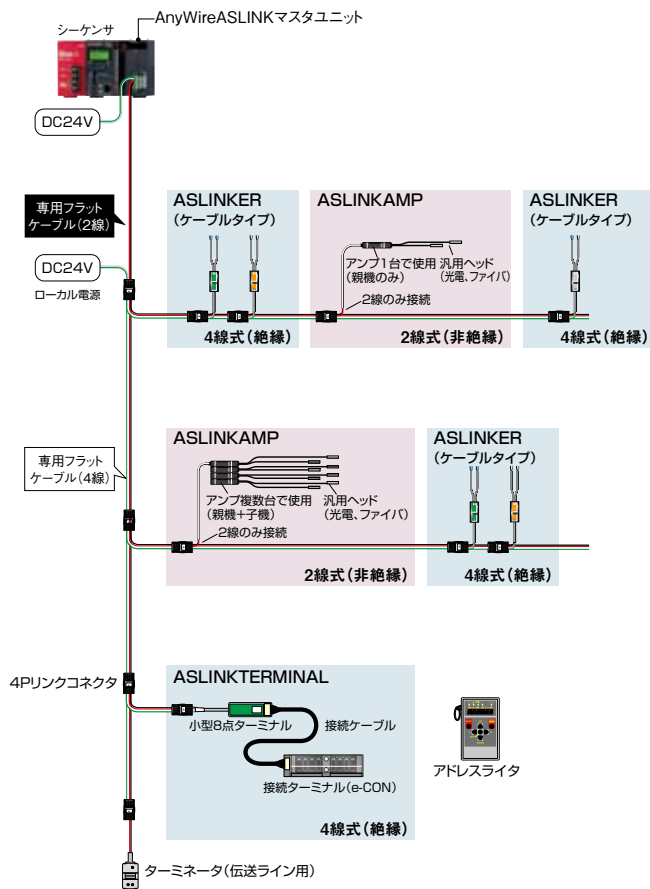 シーケンサ
AnyWireASLINKマスタユニット
DC24V
専用フラット
ケーブル(2線)
DC24V
ローカル電源
ASLINKER
(ケーブルタイプ)
4線式(絶縁)
ASLINKAMP
アンプ1台で使用
(親機のみ)
汎用ヘッド
(光電、ファイバ)
2線のみ接続
2線式(非絶縁)
ASLINKER
(ケーブルタイプ)
4線式(絶縁)
専用フラット
ケーブル(4線)
ASLINKAMP
アンプ複数台で使用
(親機+子機)
汎用ヘッド
(光電、ファイバ)
2線のみ接続
2線式(非絶縁)
ASLINKER
(ケーブルタイプ)
4線式(絶縁)
4Pリンクコネクタ
ASLINKTERMINAL
小型8点ターミナル
接続ケーブル
接続ターミナル(e-CON)
4線式(絶縁)
アドレスライタ
ターミネータ(伝送ライン用)